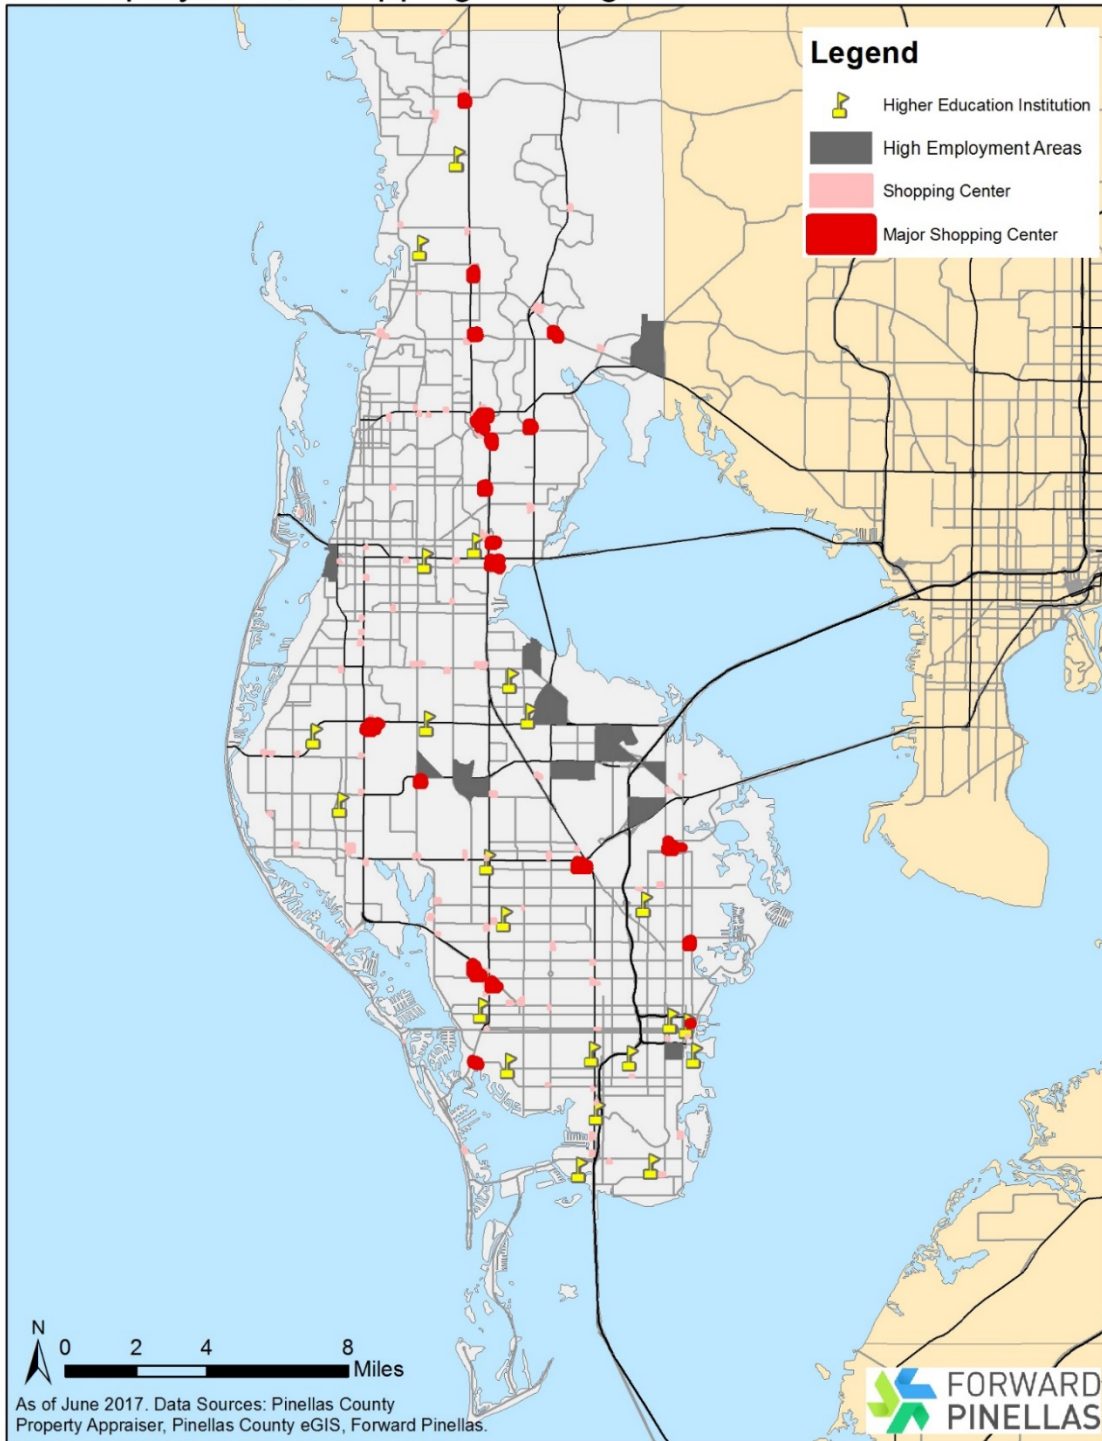 Legend
Higher Education Institution
High Employment Areas
Shopping Center
Major Shopping Center
N
0 2 4 8
Miles
As of June 2017. Data Sources: Pinellas County
Property Appraiser, Pinellas County eGIS, Forward Pinellas.
FORWARD
PINELLAS